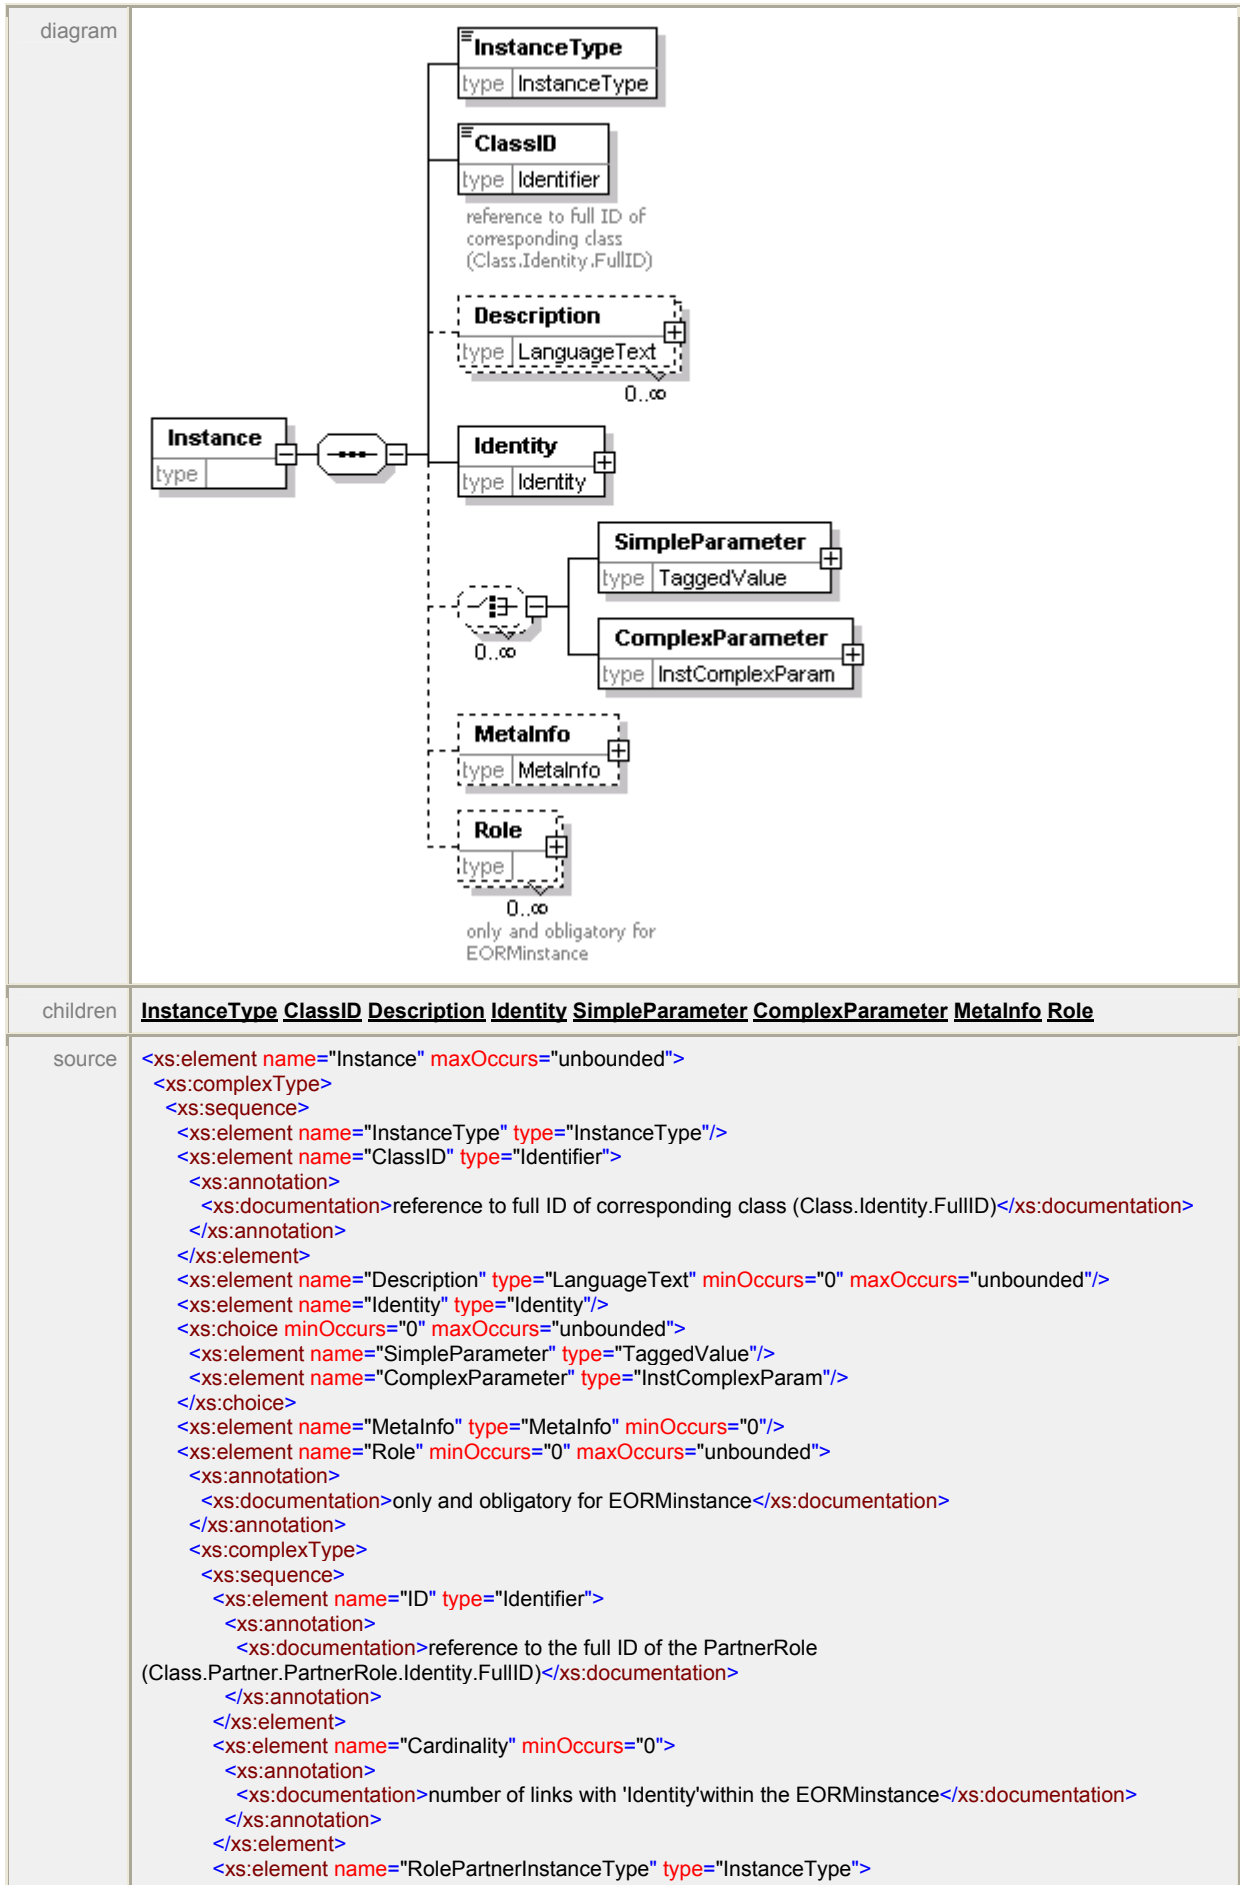 diagram
InstanceType
type InstanceType
ClassID
type Identifier
reference to full ID of
corresponding class
(Class.Identity.FullID)
Description
type LanguageText
0..∞
Instance
type
Identity
type Identity
SimpleParameter
type TaggedValue
0..∞
ComplexParameter
type InstComplexParam
MetaInfo
type MetaInfo
Role
type
0..∞
only and obligatory for
EORMinstance
children InstanceType ClassID Description Identity SimpleParameter ComplexParameter MetaInfo Role
source <xs:element name="Instance" maxOccurs="unbounded">
<xs:complexType>
<xs:sequence>
<xs:element name="InstanceType" type="InstanceType"/>
<xs:element name="ClassID" type="Identifier">
<xs:annotation>
<xs:documentation>reference to full ID of corresponding class (Class.Identity.FullID)</xs:documentation>
</xs:annotation>
</xs:element>
<xs:element name="Description" type="LanguageText" minOccurs="0" maxOccurs="unbounded"/>
<xs:element name="Identity" type="Identity"/>
<xs:choice minOccurs="0" maxOccurs="unbounded">
<xs:element name="SimpleParameter" type="TaggedValue"/>
<xs:element name="ComplexParameter" type="InstComplexParam"/>
</xs:choice>
<xs:element name="MetaInfo" type="MetaInfo" minOccurs="0"/>
<xs:element name="Role" minOccurs="0" maxOccurs="unbounded">
<xs:annotation>
<xs:documentation>only and obligatory for EORMinstance</xs:documentation>
</xs:annotation>
<xs:complexType>
<xs:sequence>
<xs:element name="ID" type="Identifier">
<xs:annotation>
<xs:documentation>reference to the full ID of the PartnerRole
(Class.Partner.PartnerRole.Identity.FullID)</xs:documentation>
</xs:annotation>
</xs:element>
<xs:element name="Cardinality" minOccurs="0">
<xs:annotation>
<xs:documentation>number of links with 'Identity'within the EORMinstance</xs:documentation>
</xs:annotation>
</xs:element>
<xs:element name="RolePartnerInstanceType" type="InstanceType">